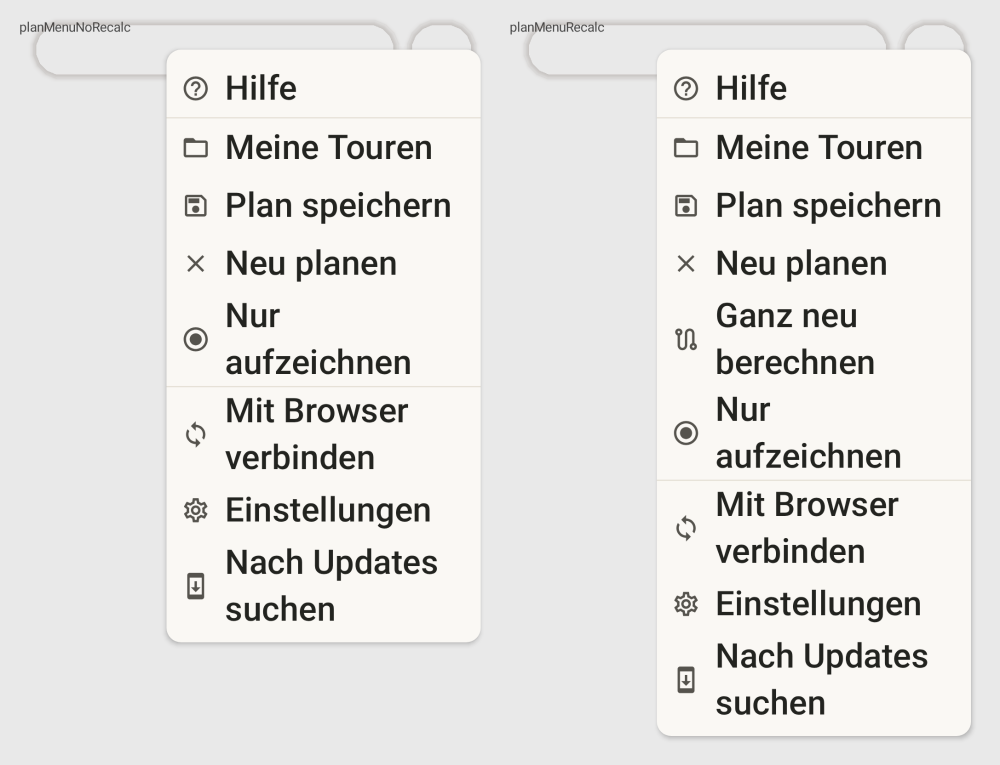 planMenuNoRecalc
Hilfe
Meine Touren
Plan speichern
Neu planen
Nur
aufzeichnen
Mit Browser
verbinden
Einstellungen
Nach Updates
suchen
planMenuRecalc
Hilfe
Meine Touren
Plan speichern
Neu planen
Ganz neu
berechnen
Nur
aufzeichnen
Mit Browser
verbinden
Einstellungen
Nach Updates
suchen